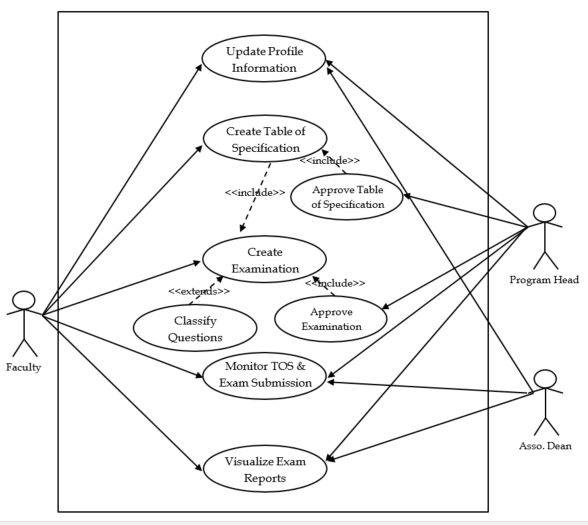 Update Profile
Information
Create Table of
Specification
<<include>>
<<include>>
Approve Table
of Specification
Program Head
Create
Examination
<<extends>>
<<include>>
Classify
Questions
Approve
Examination
Faculty
Monitor TOS &
Exam Submission
Asso. Dean
Visualize Exam
Reports